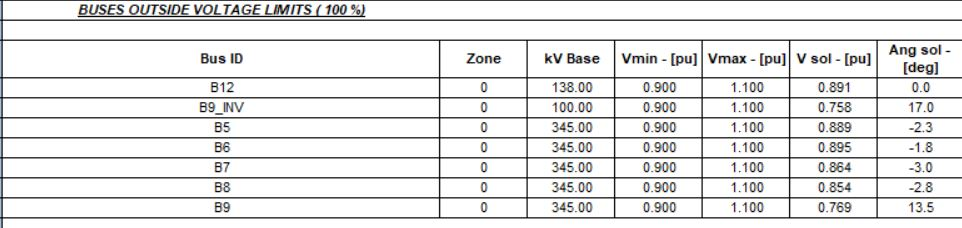 BUSES OUTSIDE VOLTAGE LIMITS ( 100 %)
Bus ID Zone kV Base Vmin - [pu] Vmax - [pu] V sol - [pu] Ang sol - [deg]
B12 0 138.00 0.900 1.100 0.891 0.0
B9_INV 0 100.00 0.900 1.100 0.758 17.0
B5 0 345.00 0.900 1.100 0.889 -2.3
B6 0 345.00 0.900 1.100 0.895 -1.8
B7 0 345.00 0.900 1.100 0.864 -3.0
B8 0 345.00 0.900 1.100 0.854 -2.8
B9 0 345.00 0.900 1.100 0.769 13.5